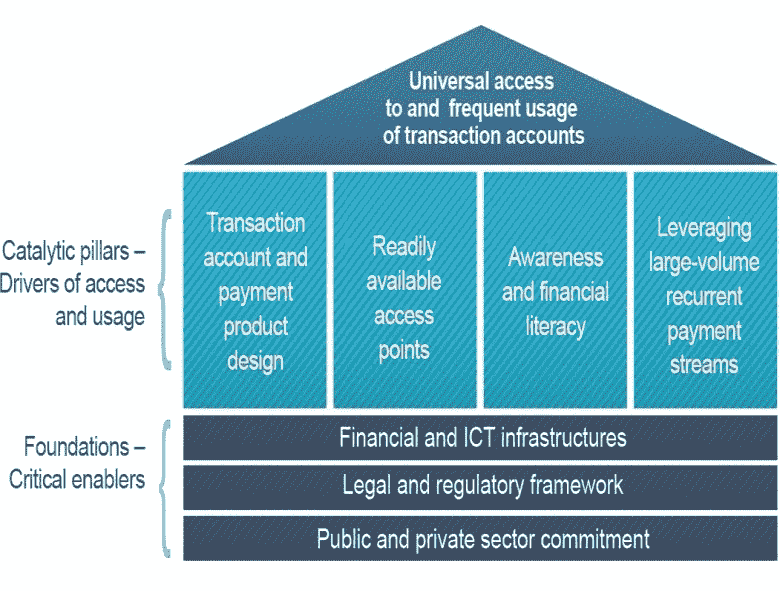 Universal access
to and frequent usage
of transaction accounts
Catalytic pillars –
Drivers of access
and usage
Transaction
account and
payment
product
design
Readily
available
access
points
Awareness
and financial
literacy
Leveraging
large-volume
recurrent
payment
streams
Foundations –
Critical enablers
Financial and ICT infrastructures
Legal and regulatory framework
Public and private sector commitment